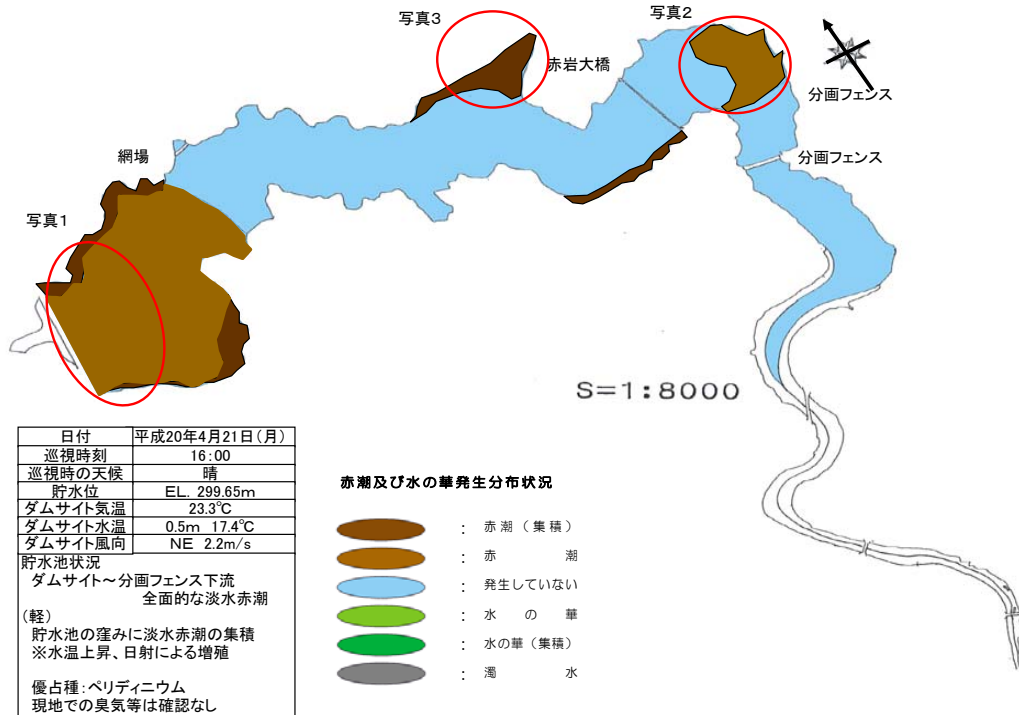 写真3
写真2
赤岩大橋
分画フェンス
分画フェンス
網場
写真1
S=1:8000
日付 平成20年4月21日(月)
巡視時刻 16:00
巡視時の天候 晴
貯水位 EL. 299.65m
ダムサイト気温 23.3℃
ダムサイト水温 0.5m 17.4℃
ダムサイト風向 NE 2.2m/s
貯水池状況
ダムサイト~分画フェンス下流
全面的な淡水赤潮
(軽)
貯水池の窪みに淡水赤潮の集積
※水温上昇、日射による増殖
優占種:ペリディニウム
現地での臭気等は確認なし
赤潮及び水の華発生分布状況
: 赤潮(集積)
: 赤 潮
: 発生していない
: 水 の 華
: 水の華(集積)
: 濁 水